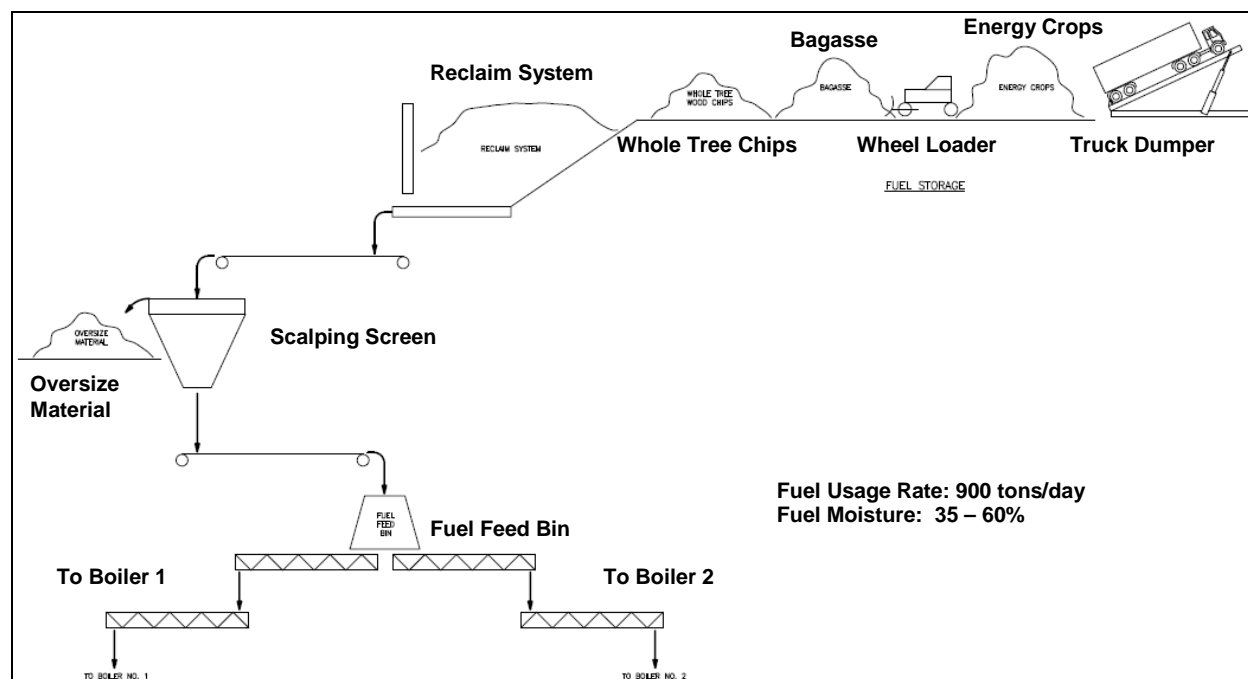 Energy Crops
Bagasse
Reclaim System
WHOLE TREE
WOOD CHIPS
BAGASSE
ENERGY CROPS
RECLAIM SYSTEM
Whole Tree Chips
Wheel Loader
Truck Dumper
FUEL STORAGE
OVERSIZE
MATERIAL
Scalping Screen
Oversize
Material
Fuel Usage Rate: 900 tons/day
Fuel Moisture: 35 – 60%
FUEL
FEED
BIN
Fuel Feed Bin
To Boiler 1
To Boiler 2
TO BOILER NO. 1
TO BOILER NO. 2